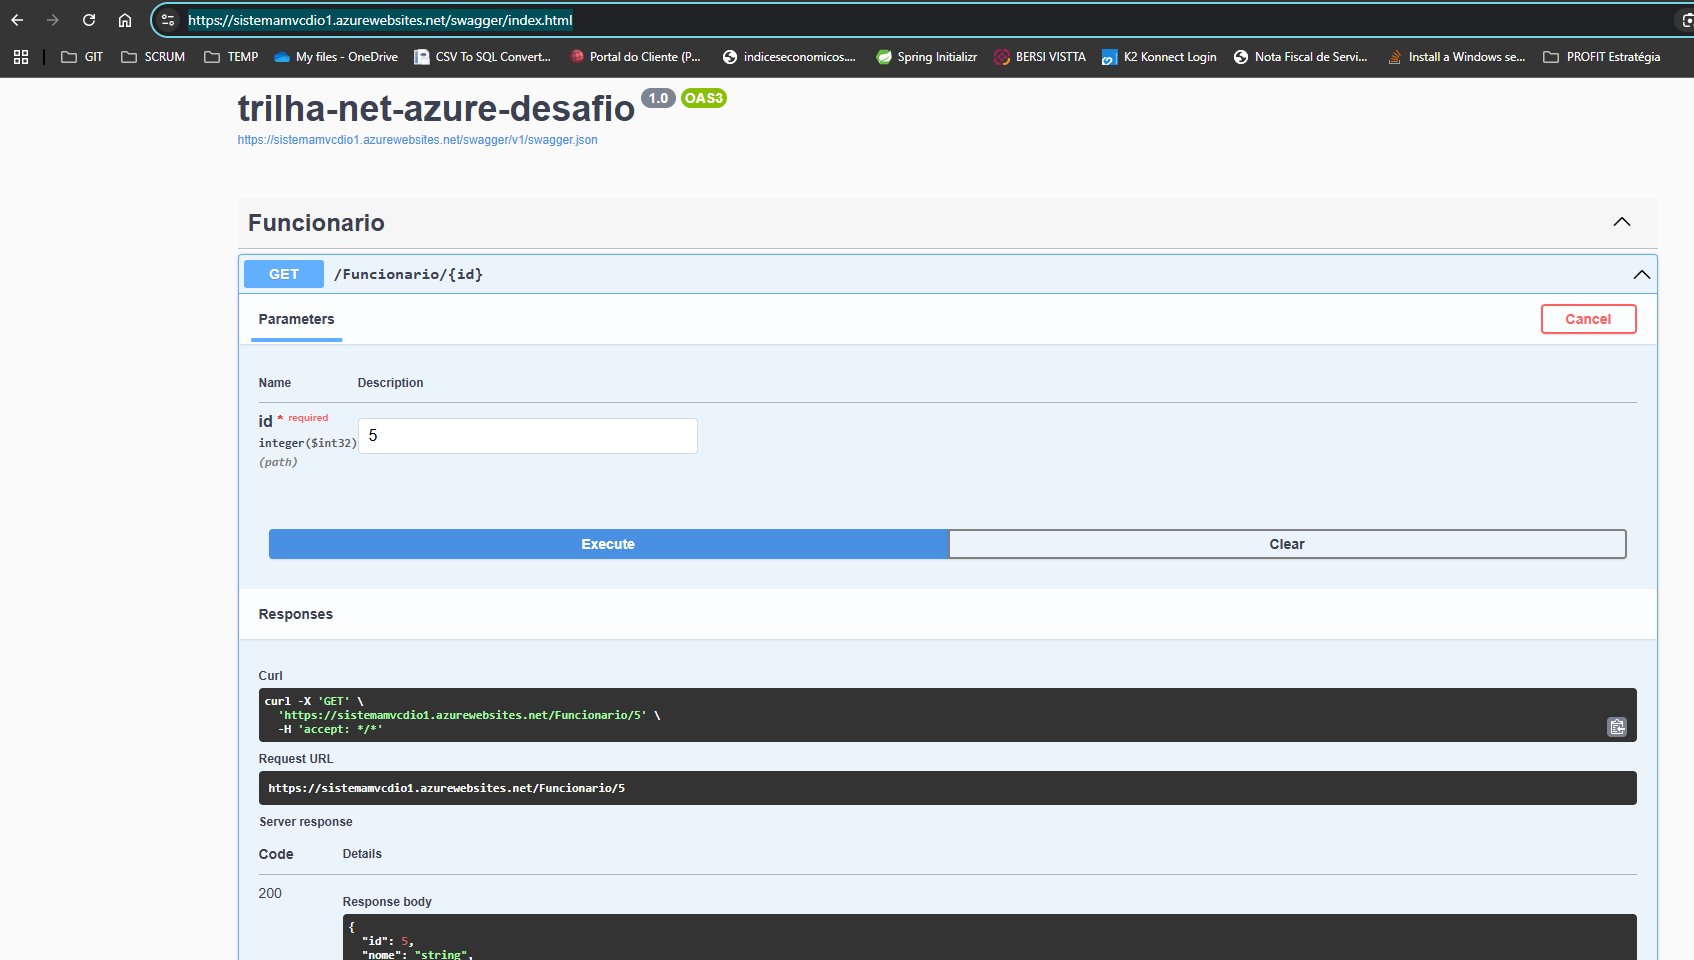 https://sistemamvcdio1.azurewebsites.net/swagger/index.html
GIT SCRUM TEMP My files - OneDrive CSV To SQL Convert... Portal do Cliente (P... indiceseconomicos.... Spring Initializr BERSI VISTTA K2 Konnect Login Nota Fiscal de Servi... Install a Windows se... PROFIT Estratégia
trilha-net-azure-desafio 1.0 OAS3
https://sistemamvcdio1.azurewebsites.net/swagger/v1/swagger.json
Funcionario
GET /Funcionario/{id}
Parameters Cancel
Name Description
id * required
integer($int32) 5
(path)
Execute Clear
Responses
Curl
curl -X 'GET' \
'https://sistemamvcdio1.azurewebsites.net/Funcionario/5' \
-H 'accept: */*'
Request URL
https://sistemamvcdio1.azurewebsites.net/Funcionario/5
Server response
Code Details
200
Response body
{
"id": 5,
"nome": "string",